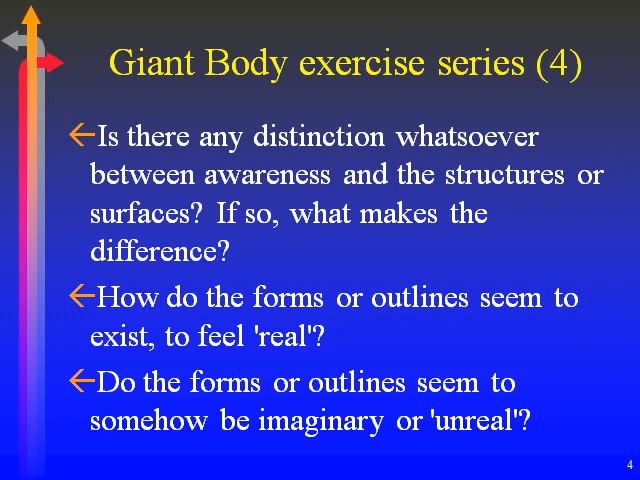 Giant Body exercise series (4)
Is there any distinction whatsoever
between awareness and the structures or
surfaces? If so, what makes the
difference?
How do the forms or outlines seem to
exist, to feel 'real'?
Do the forms or outlines seem to
somehow be imaginary or 'unreal'?
4